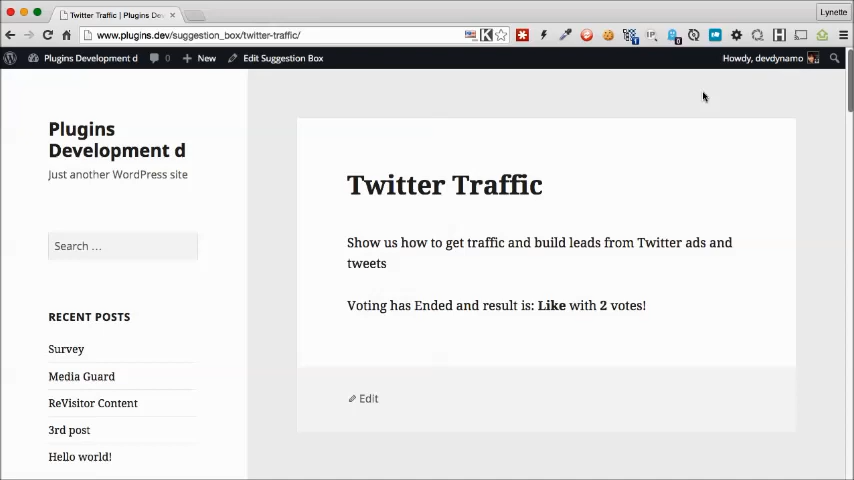 Twitter Traffic | Plugins De
Lynette
www.plugins.dev/suggestion_box/twitter-traffic/
Plugins Development d
0
New
Edit Suggestion Box
Howdy, devdynamo
Plugins
Development d
Just another WordPress site
Search …
RECENT POSTS
Survey
Media Guard
ReVisitor Content
3rd post
Hello world!
Twitter Traffic
Show us how to get traffic and build leads from Twitter ads and
tweets
Voting has Ended and result is: Like with 2 votes!
Edit